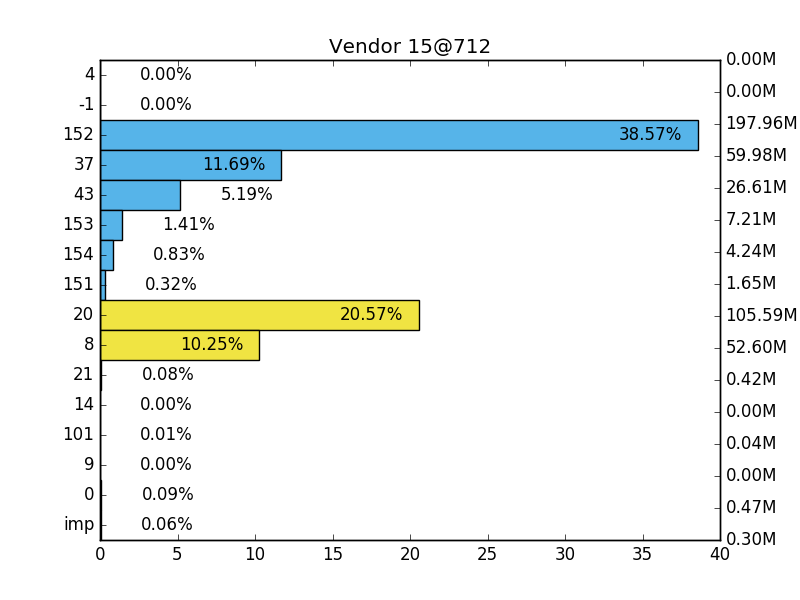 Vendor 15@712
4 0.00% 0.00M
-1 0.00% 0.00M
152 38.57% 197.96M
37 11.69% 59.98M
43 5.19% 26.61M
153 1.41% 7.21M
154 0.83% 4.24M
151 0.32% 1.65M
20 20.57% 105.59M
8 10.25% 52.60M
21 0.08% 0.42M
14 0.00% 0.00M
101 0.01% 0.04M
9 0.00% 0.00M
0 0.09% 0.47M
imp 0.06% 0.30M
0 5 10 15 20 25 30 35 40